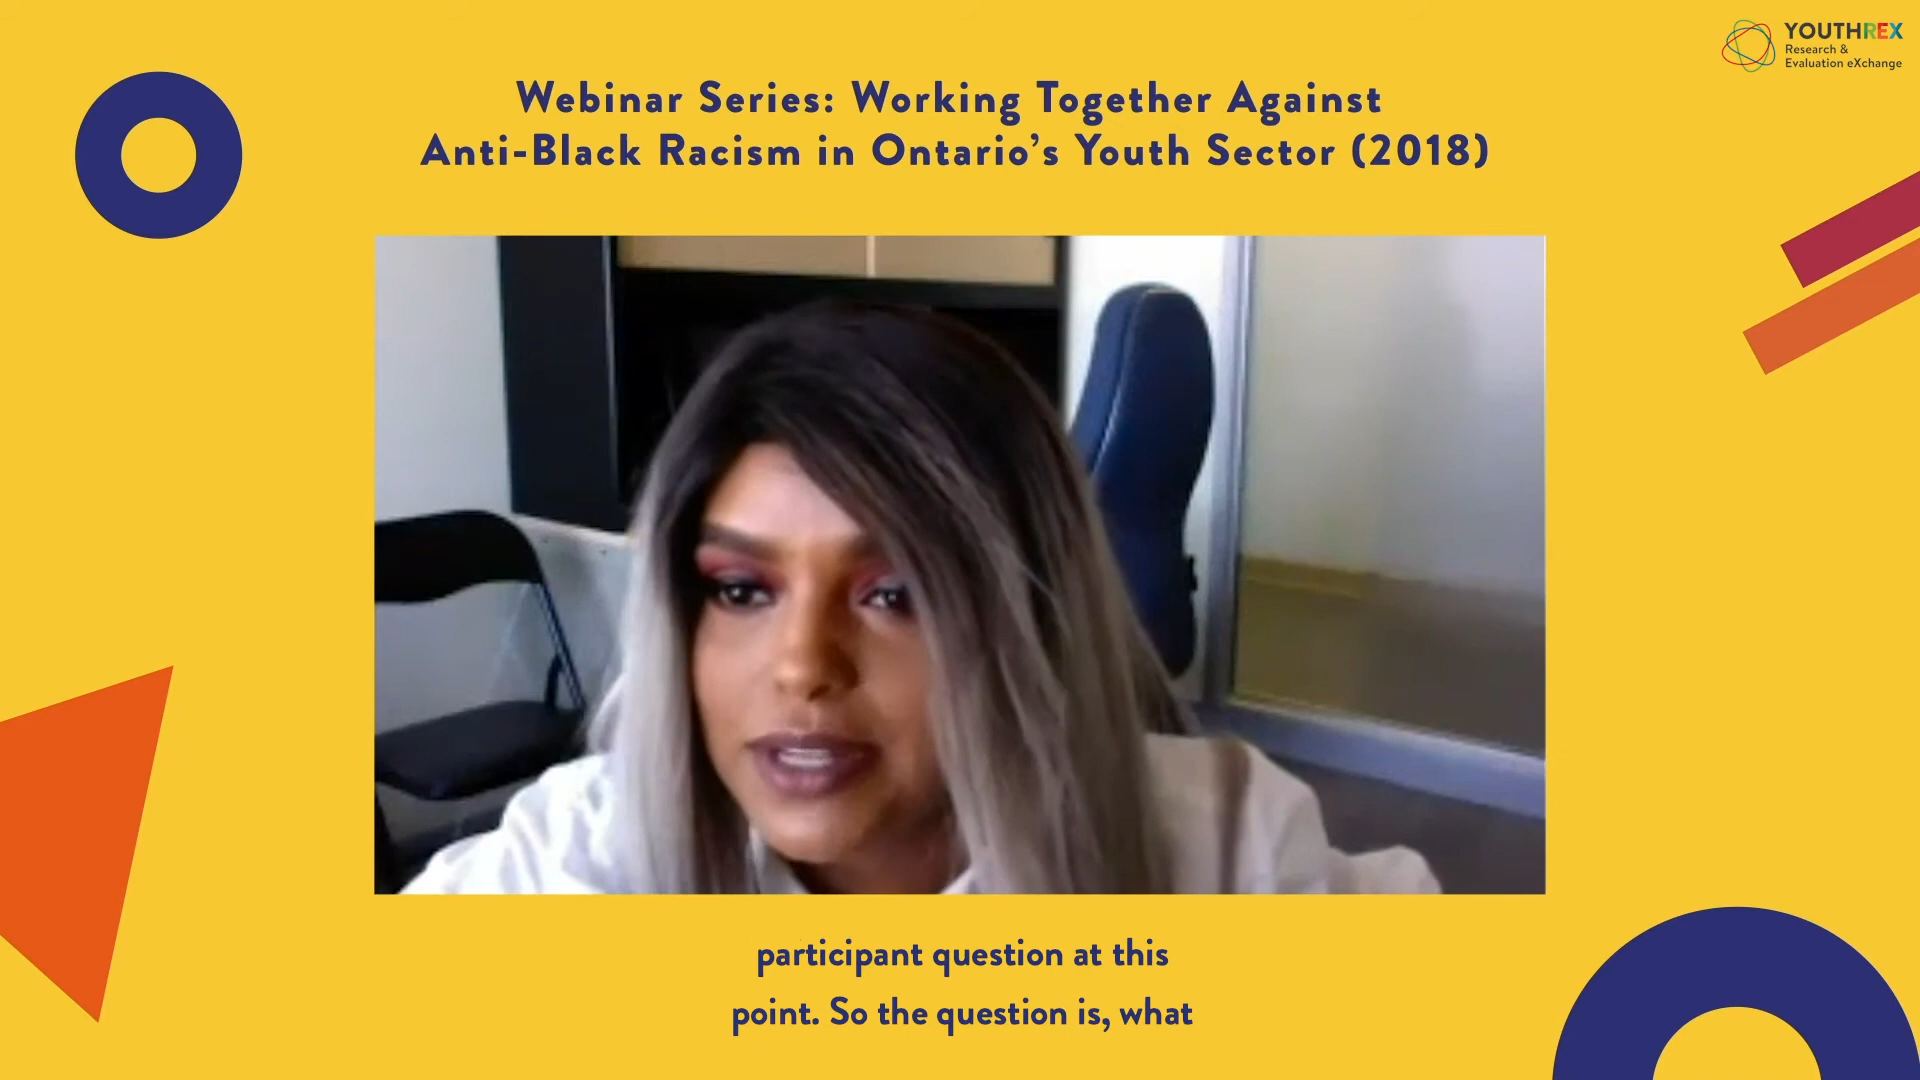 YOUTHREX
Research &
Evaluation eXchange
Webinar Series: Working Together Against
Anti-Black Racism in Ontario’s Youth Sector (2018)
participant question at this
point. So the question is, what